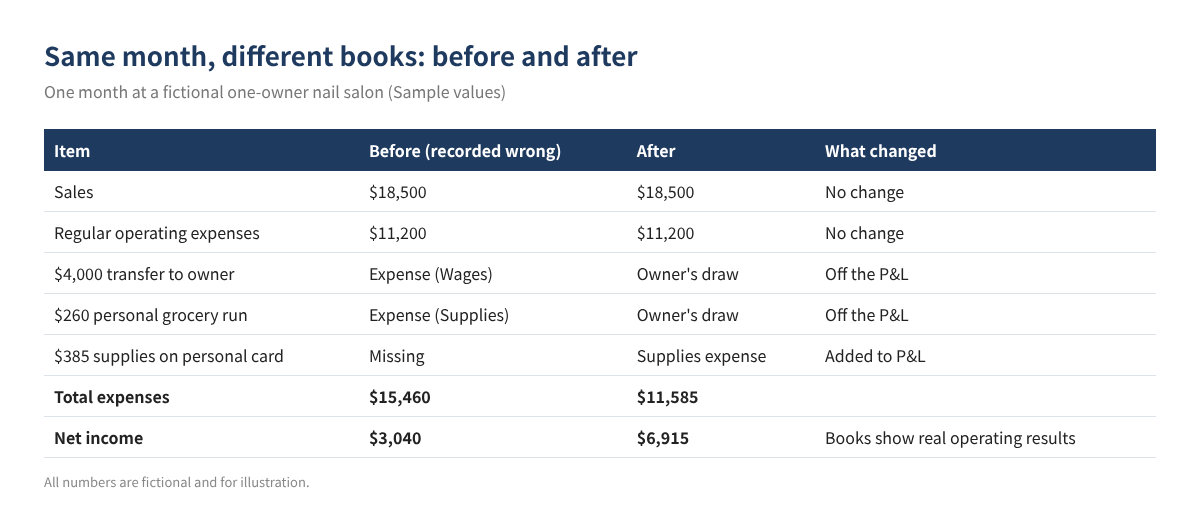 Same month, different books: before and after
One month at a fictional one-owner nail salon (Sample values)
Item Before (recorded wrong) After What changed
Sales $18,500 $18,500 No change
Regular operating expenses $11,200 $11,200 No change
$4,000 transfer to owner Expense (Wages) Owner's draw Off the P&L
$260 personal grocery run Expense (Supplies) Owner's draw Off the P&L
$385 supplies on personal card Missing Supplies expense Added to P&L
Total expenses $15,460 $11,585
Net income $3,040 $6,915 Books show real operating results
All numbers are fictional and for illustration.